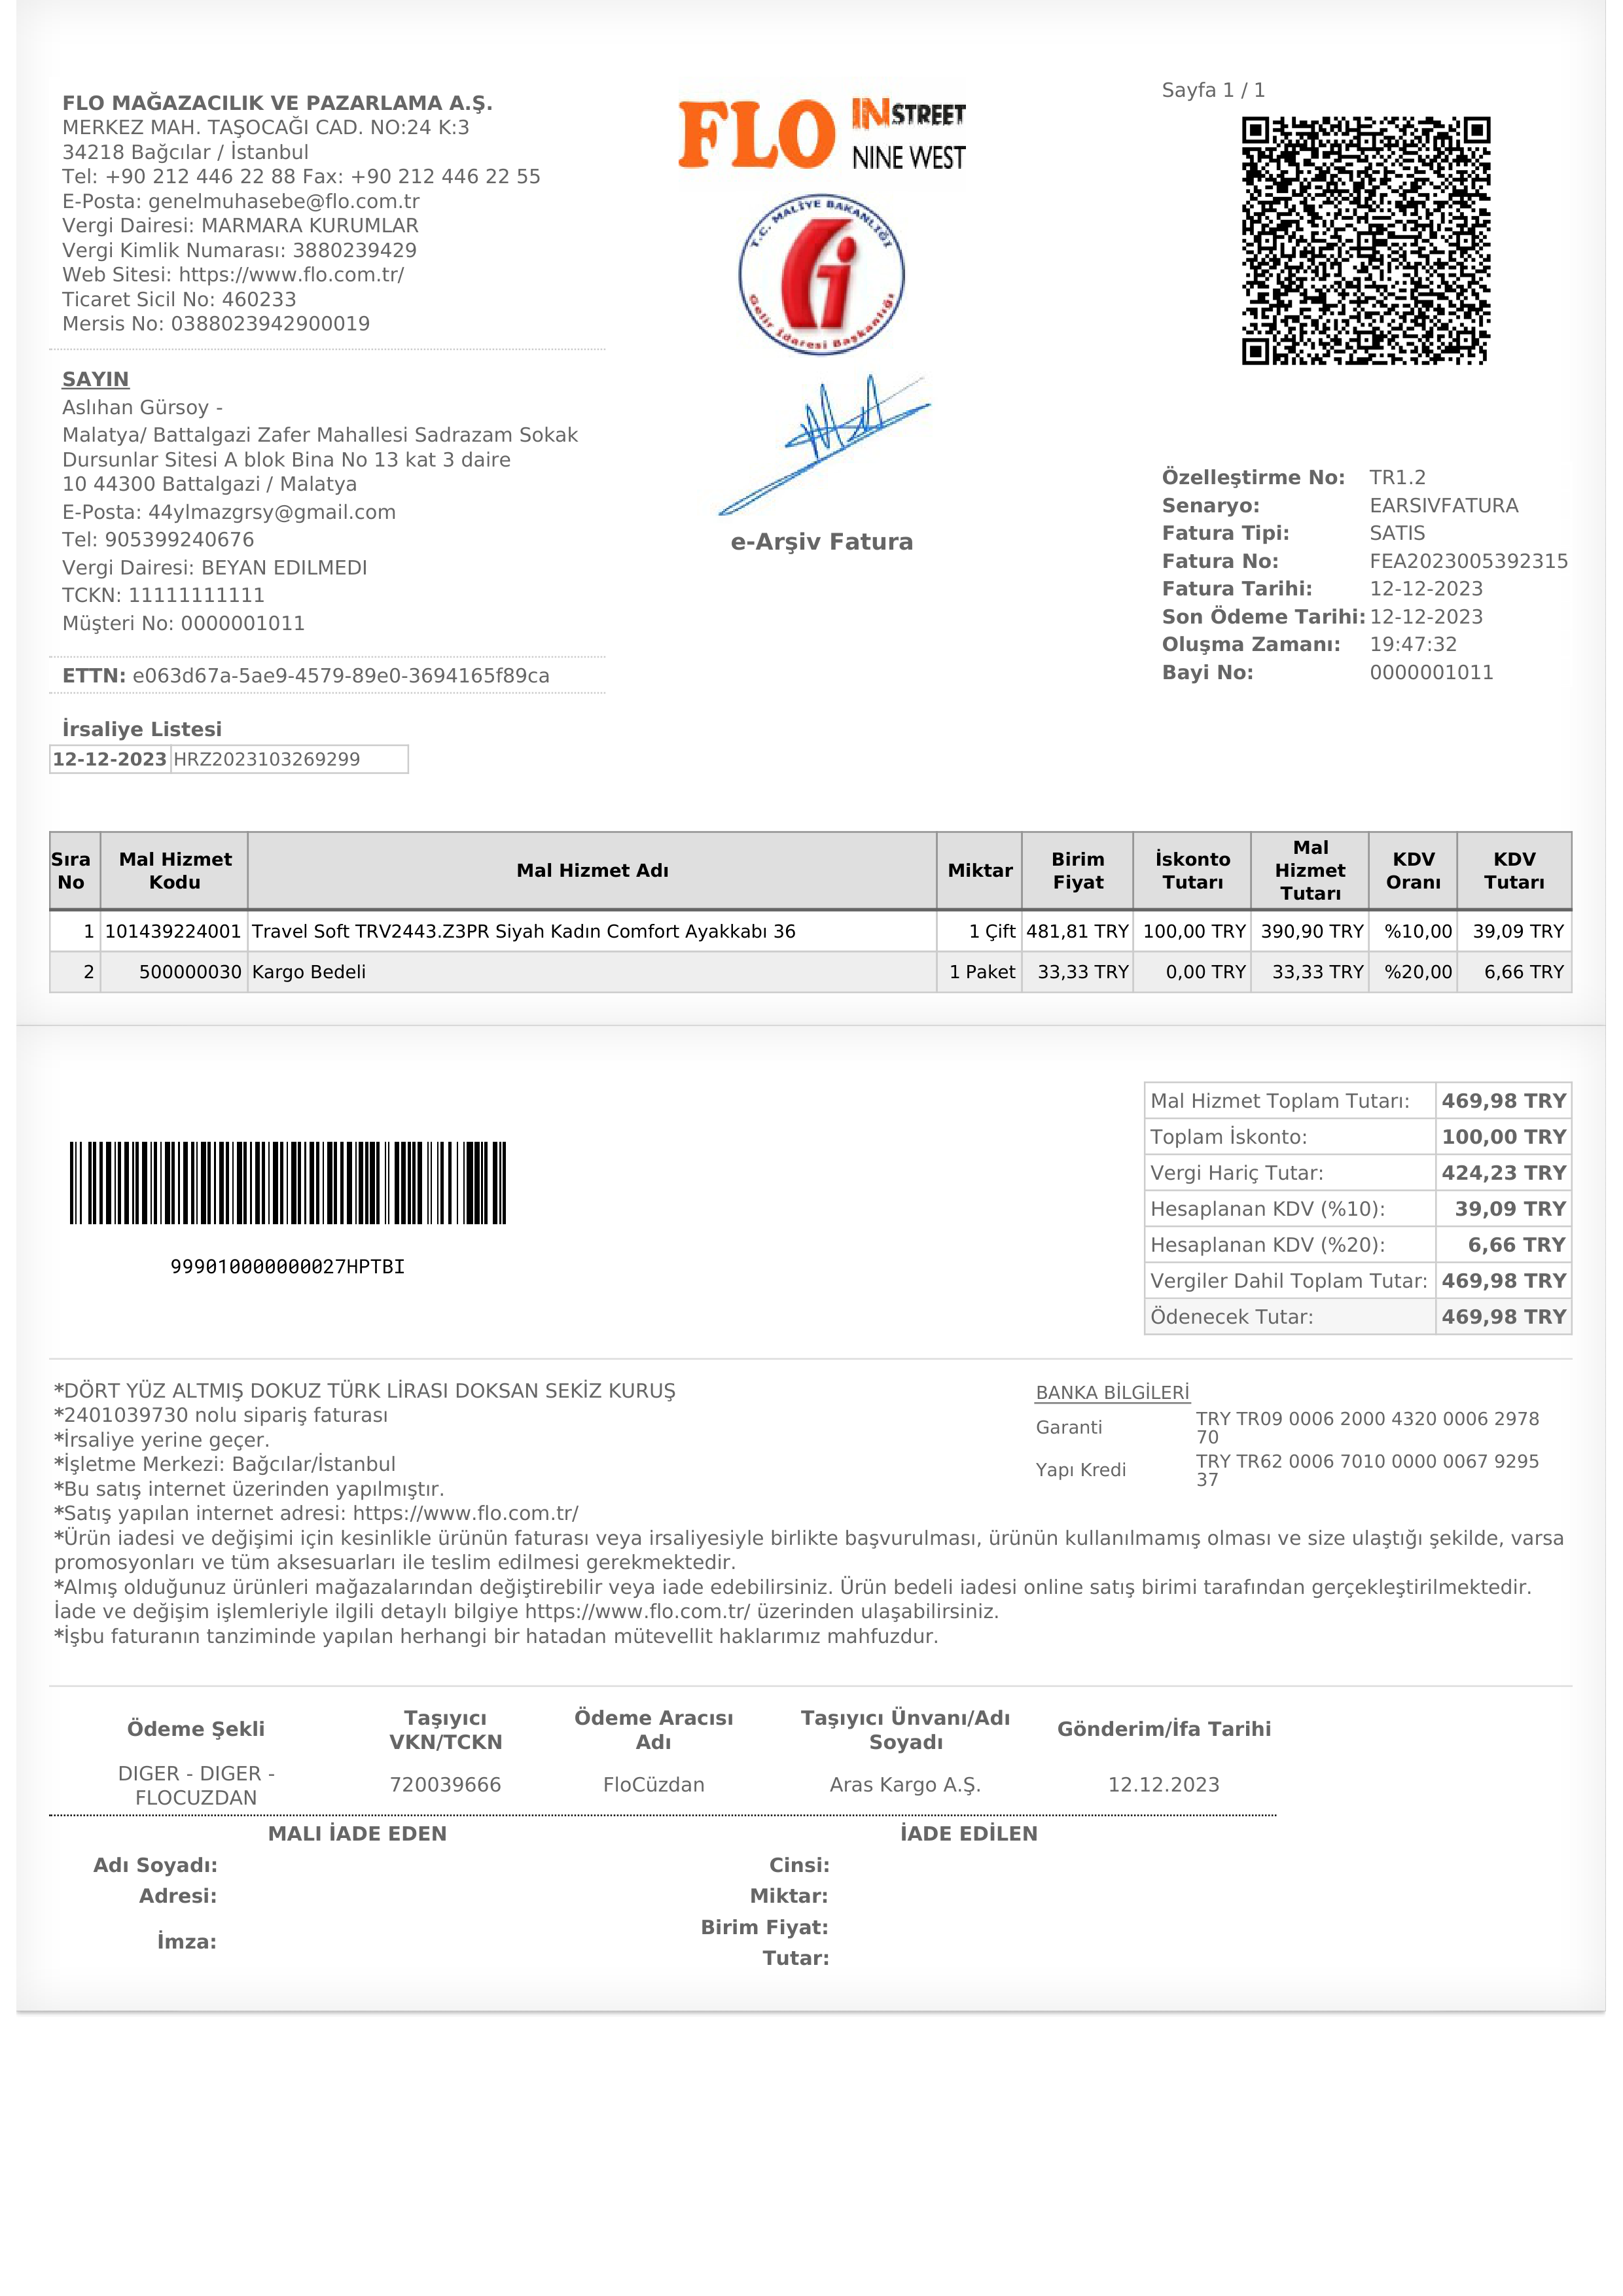 Sayfa 1 / 1
FLO MAĞAZACILIK VE PAZARLAMA A.Ş.
MERKEZ MAH. TAŞOCAĞI CAD. NO:24 K:3
34218 Bağcılar / İstanbul
Tel: +90 212 446 22 88 Fax: +90 212 446 22 55
E-Posta: genelmuhasebe@flo.com.tr
Vergi Dairesi: MARMARA KURUMLAR
Vergi Kimlik Numarası: 3880239429
Web Sitesi: https://www.flo.com.tr/
Ticaret Sicil No: 460233
Mersis No: 0388023942900019
FLO INSTREET
NINE WEST
T.C. MALİYE BAKANLIĞI
Gelir İdaresi Başkanlığı
e-Arşiv Fatura
SAYIN
Aslıhan Gürsoy -
Malatya/ Battalgazi Zafer Mahallesi Sadrazam Sokak
Dursunlar Sitesi A blok Bina No 13 kat 3 daire
10 44300 Battalgazi / Malatya
E-Posta: 44ylmazgrsy@gmail.com
Tel: 905399240676
Vergi Dairesi: BEYAN EDILMEDI
TCKN: 11111111111
Müşteri No: 0000001011
Özelleştirme No: TR1.2
Senaryo: EARSIVFATURA
Fatura Tipi: SATIS
Fatura No: FEA2023005392315
Fatura Tarihi: 12-12-2023
Son Ödeme Tarihi: 12-12-2023
Oluşma Zamanı: 19:47:32
Bayi No: 0000001011
ETTN: e063d67a-5ae9-4579-89e0-3694165f89ca
İrsaliye Listesi
12-12-2023 HRZ2023103269299
Sıra No Mal Hizmet Kodu Mal Hizmet Adı Miktar Birim Fiyat İskonto Tutarı Mal Hizmet Tutarı KDV Oranı KDV Tutarı
1 101439224001 Travel Soft TRV2443.Z3PR Siyah Kadın Comfort Ayakkabı 36 1 Çift 481,81 TRY 100,00 TRY 390,90 TRY %10,00 39,09 TRY
2 500000030 Kargo Bedeli 1 Paket 33,33 TRY 0,00 TRY 33,33 TRY %20,00 6,66 TRY
999010000000027HPTBI
Mal Hizmet Toplam Tutarı: 469,98 TRY
Toplam İskonto: 100,00 TRY
Vergi Hariç Tutar: 424,23 TRY
Hesaplanan KDV (%10): 39,09 TRY
Hesaplanan KDV (%20): 6,66 TRY
Vergiler Dahil Toplam Tutar: 469,98 TRY
Ödenecek Tutar: 469,98 TRY
*DÖRT YÜZ ALTMIŞ DOKUZ TÜRK LİRASI DOKSAN SEKİZ KURUŞ
*2401039730 nolu sipariş faturası
*İrsaliye yerine geçer.
*İşletme Merkezi: Bağcılar/İstanbul
*Bu satış internet üzerinden yapılmıştır.
*Satış yapılan internet adresi: https://www.flo.com.tr/
BANKA BİLGİLERİ
Garanti TRY TR09 0006 2000 4320 0006 2978
70
Yapı Kredi TRY TR62 0006 7010 0000 0067 9295
37
*Ürün iadesi ve değişimi için kesinlikle ürünün faturası veya irsaliyesiyle birlikte başvurulması, ürünün kullanılmamış olması ve size ulaştığı şekilde, varsa
promosyonları ve tüm aksesuarları ile teslim edilmesi gerekmektedir.
*Almış olduğunuz ürünleri mağazalarından değiştirebilir veya iade edebilirsiniz. Ürün bedeli iadesi online satış birimi tarafından gerçekleştirilmektedir.
İade ve değişim işlemleriyle ilgili detaylı bilgiye https://www.flo.com.tr/ üzerinden ulaşabilirsiniz.
*İşbu faturanın tanziminde yapılan herhangi bir hatadan mütevellit haklarımız mahfuzdur.
Ödeme Şekli Taşıyıcı VKN/TCKN Ödeme Aracısı Adı Taşıyıcı Ünvanı/Adı Soyadı Gönderim/İfa Tarihi
DIGER - DIGER - FLOCUZDAN 720039666 FloCüzdan Aras Kargo A.Ş. 12.12.2023
MALI İADE EDEN İADE EDİLEN
Adı Soyadı: Cinsi:
Adresi: Miktar:
İmza: Birim Fiyat:
Tutar: